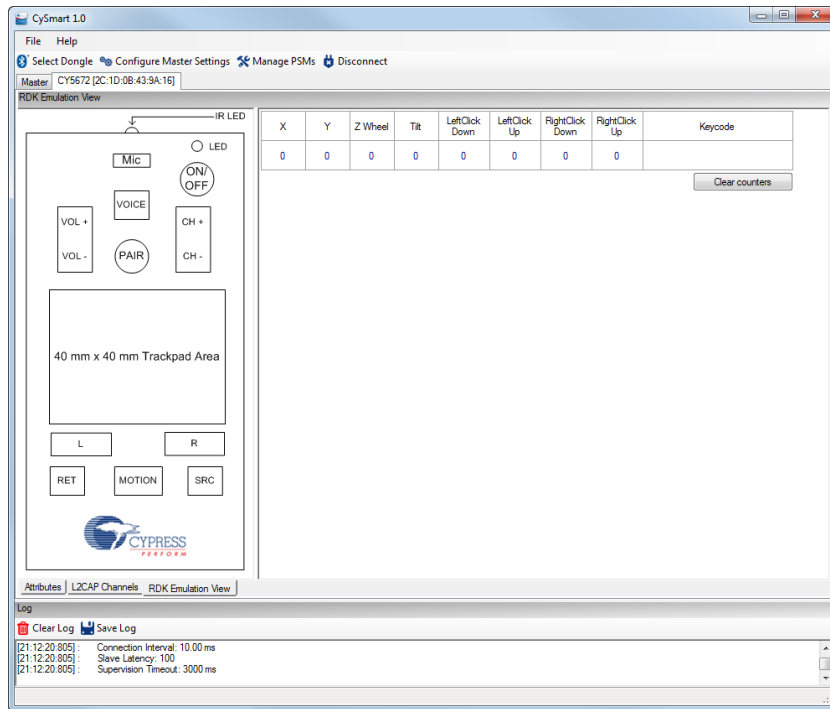 CySmart 1.0
File Help
Select Dongle Configure Master Settings Manage PSMs Disconnect
Master CY5672 [2C:1D:0B:43:9A:16]
RDK Emulation View
IR LED
LED
Mic
ON/
OFF
VOICE
VOL +
CH +
VOL -
PAIR
CH -
40 mm x 40 mm Trackpad Area
L R
RET MOTION SRC
CYPRESS
PERFORM
X Y Z Wheel Tilt LeftClick Down LeftClick Up RightClick Down RightClick Up Keycode
0 0 0 0 0 0 0 0
Clear counters
Attributes L2CAP Channels RDK Emulation View
Log
Clear Log Save Log
[21:12:20:805] : Connection Interval: 10.00 ms
[21:12:20:805] : Slave Latency: 100
[21:12:20:805] : Supervision Timeout: 3000 ms